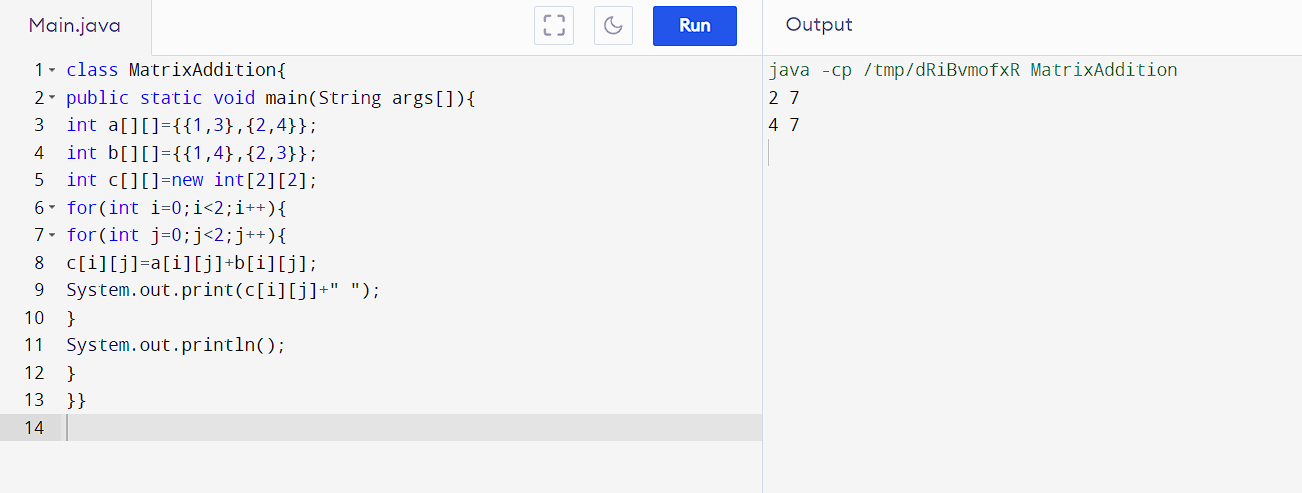 Main.java
Run
Output
1 class MatrixAddition{
2 public static void main(String args[]){
3 int a[][]={{1,3},{2,4}};
4 int b[][]={{1,4},{2,3}};
5 int c[][]=new int[2][2];
6 for(int i=0;i<2;i++){
7 for(int j=0;j<2;j++){
8 c[i][j]=a[i][j]+b[i][j];
9 System.out.print(c[i][j]+" ");
10 }
11 System.out.println();
12 }
13 }}
14
java -cp /tmp/dRiBvmofxR MatrixAddition
2 7
4 7